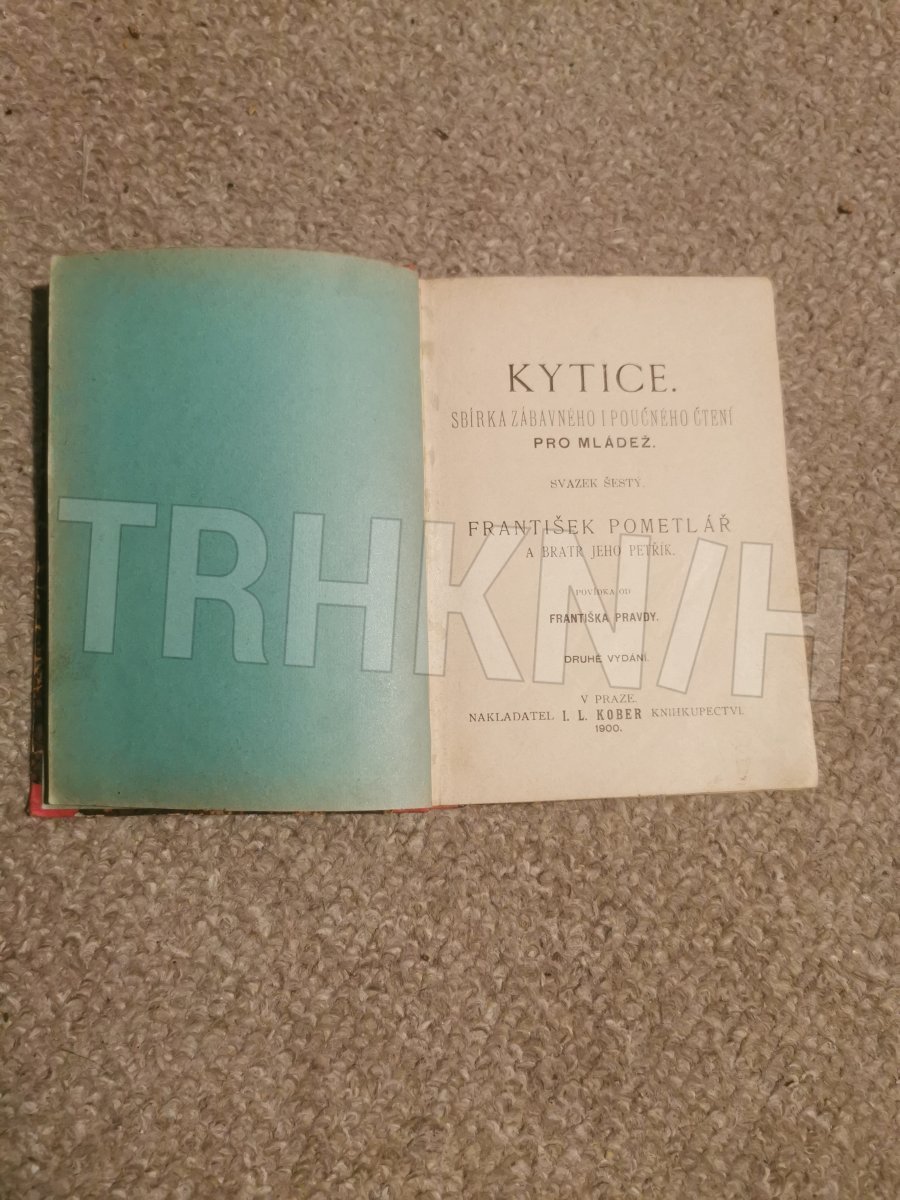 KYTICE.
SBÍRKA ZÁBAVNÉHO I POUČNÉHO ČTENÍ
PRO MLÁDEŽ.
SVAZEK ŠESTÝ.
FRANTIŠEK POMETLÁŘ
A BRATR JEHO PETŘÍK.
POVÍDKA OD
FRANTIŠKA PRAVDY.
DRUHÉ VYDÁNÍ.
V PRAZE.
NAKLADATEL I. L. KOBER KNIHKUPECTVÍ.
1900.
TRHKNIH